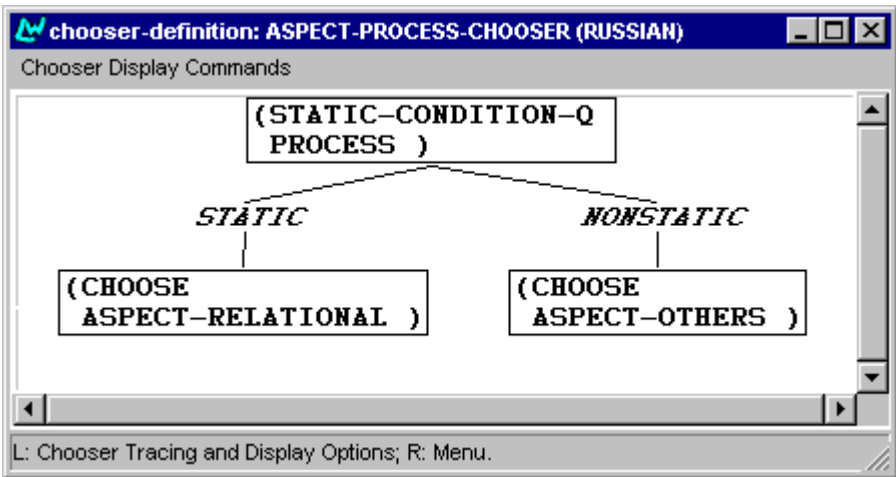 chooser-definition: ASPECT-PROCESS-CHOOSER (RUSSIAN)
Chooser Display Commands
(STATIC-CONDITION-Q
PROCESS )
STATIC
NONSTATIC
(CHOOSE
ASPECT-RELATIONAL )
(CHOOSE
ASPECT-OTHERS )
L: Chooser Tracing and Display Options; R: Menu.